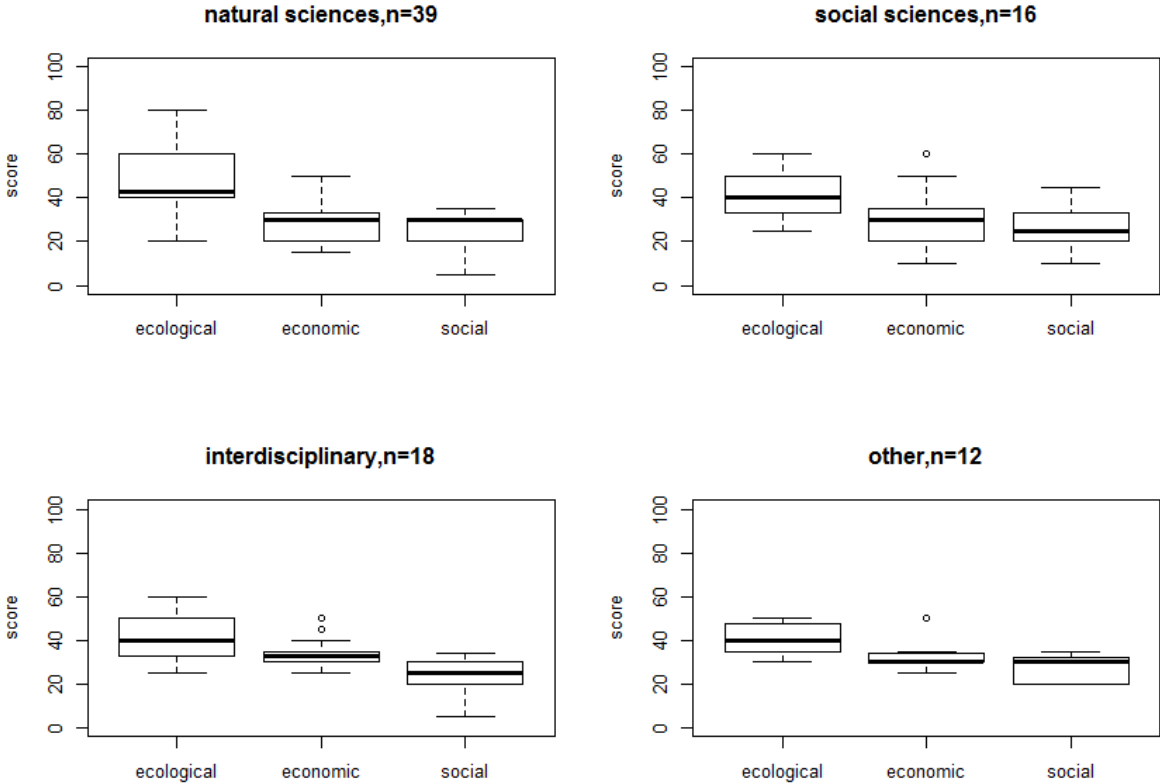 natural sciences,n=39
score
100
80
60
40
20
0
ecological economic social
social sciences,n=16
score
100
80
60
40
20
0
ecological economic social
interdisciplinary,n=18
score
100
80
60
40
20
0
ecological economic social
other,n=12
score
100
80
60
40
20
0
ecological economic social